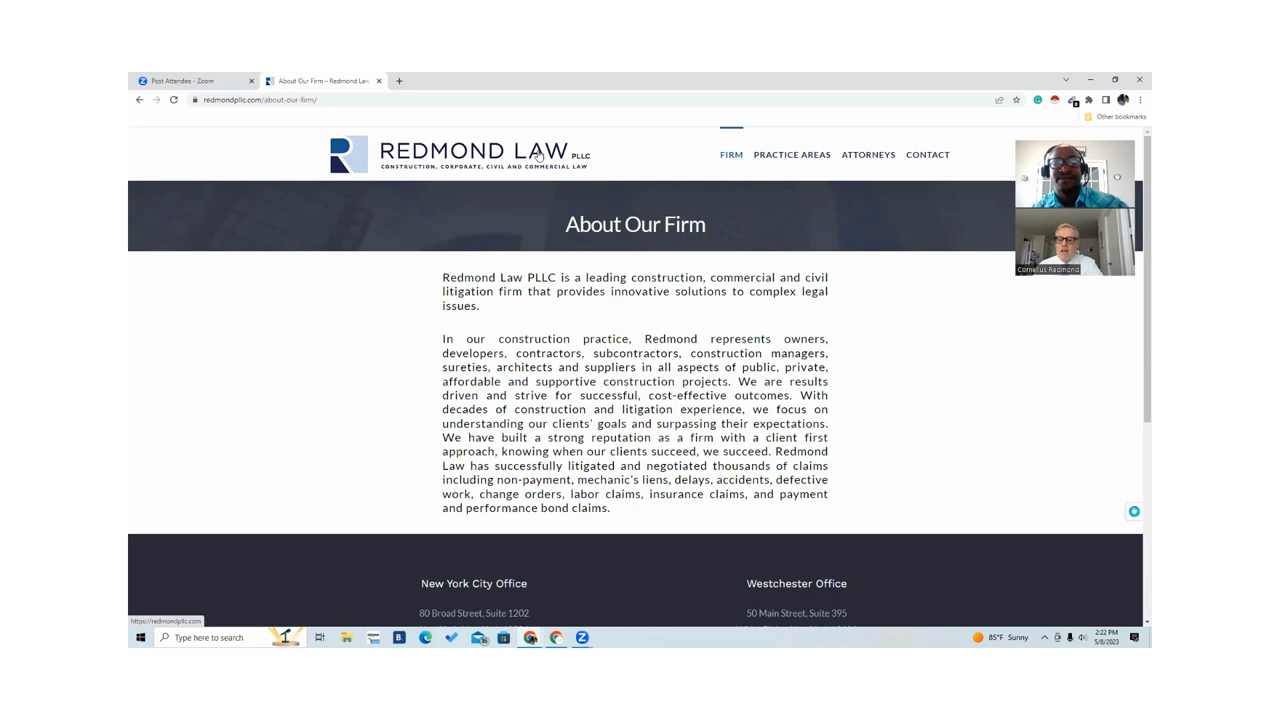 Post Attendee - Zoom
About Our Firm – Redmond Law
redmondpllc.com/about-our-firm/
Other bookmarks
REDMOND LAW PLLC
CONSTRUCTION, CORPORATE, CIVIL AND COMMERCIAL LAW
FIRM PRACTICE AREAS ATTORNEYS CONTACT
About Our Firm
Cornelius Redmond
Redmond Law PLLC is a leading construction, commercial and civil
litigation firm that provides innovative solutions to complex legal
issues.
In our construction practice, Redmond represents owners,
developers, contractors, subcontractors, construction managers,
sureties, architects and suppliers in all aspects of public, private,
affordable and supportive construction projects. We are results
driven and strive for successful, cost-effective outcomes. With
decades of construction and litigation experience, we focus on
understanding our clients' goals and surpassing their expectations.
We have built a strong reputation as a firm with a client first
approach, knowing when our clients succeed, we succeed. Redmond
Law has successfully litigated and negotiated thousands of claims
including non-payment, mechanic's liens, delays, accidents, defective
work, change orders, labor claims, insurance claims, and payment
and performance bond claims.
New York City Office
80 Broad Street, Suite 1202
Westchester Office
50 Main Street, Suite 395
https://redmondpllc.com
Type here to search
85°F Sunny
2:22 PM
5/8/2023